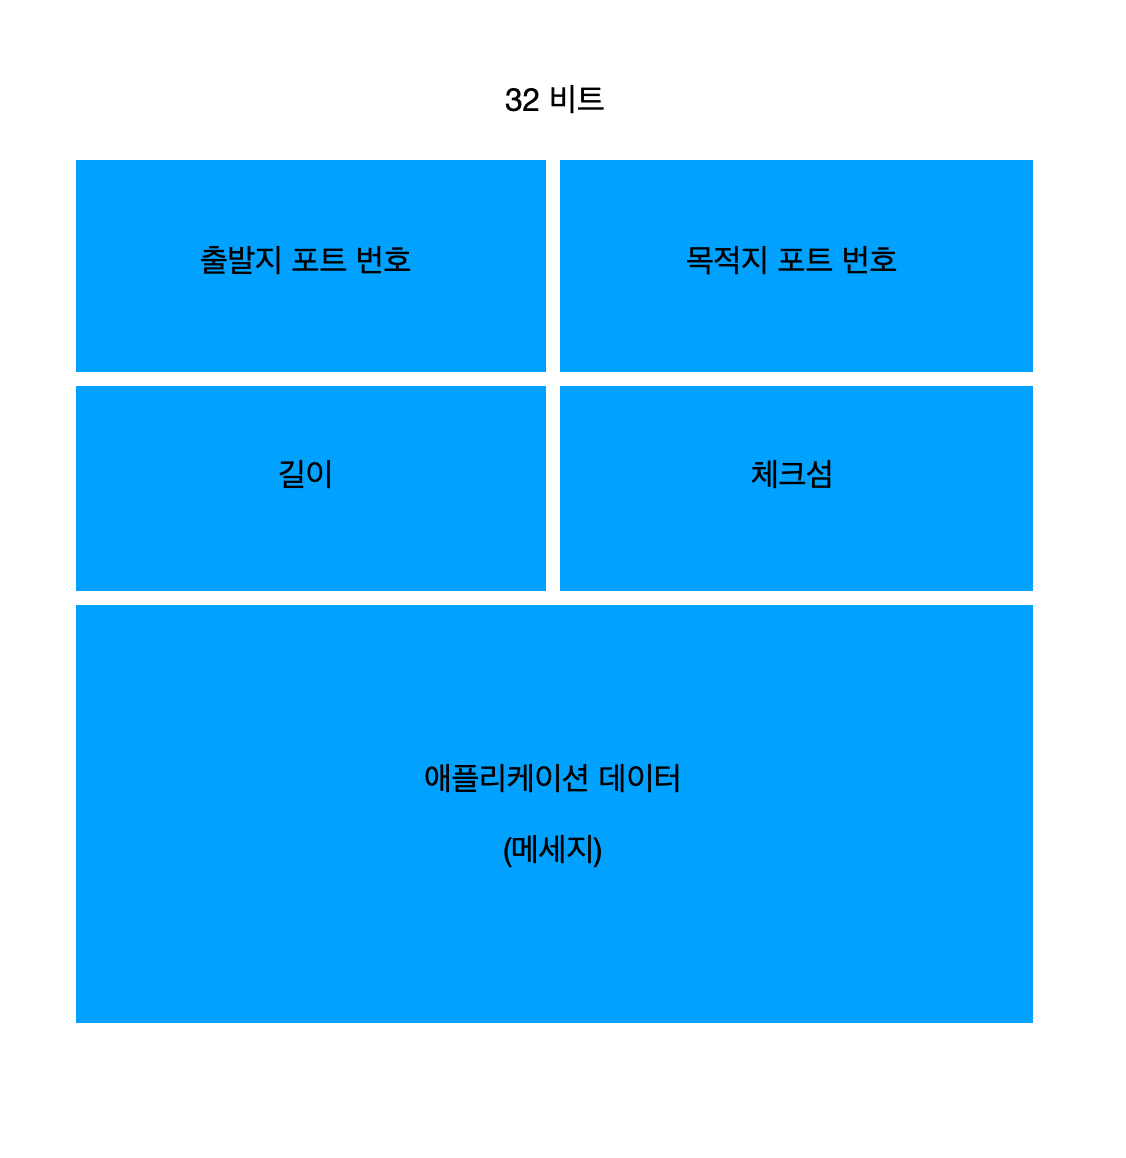 32 비트
출발지 포트 번호
목적지 포트 번호
길이
체크섬
애플리케이션 데이터
(메세지)